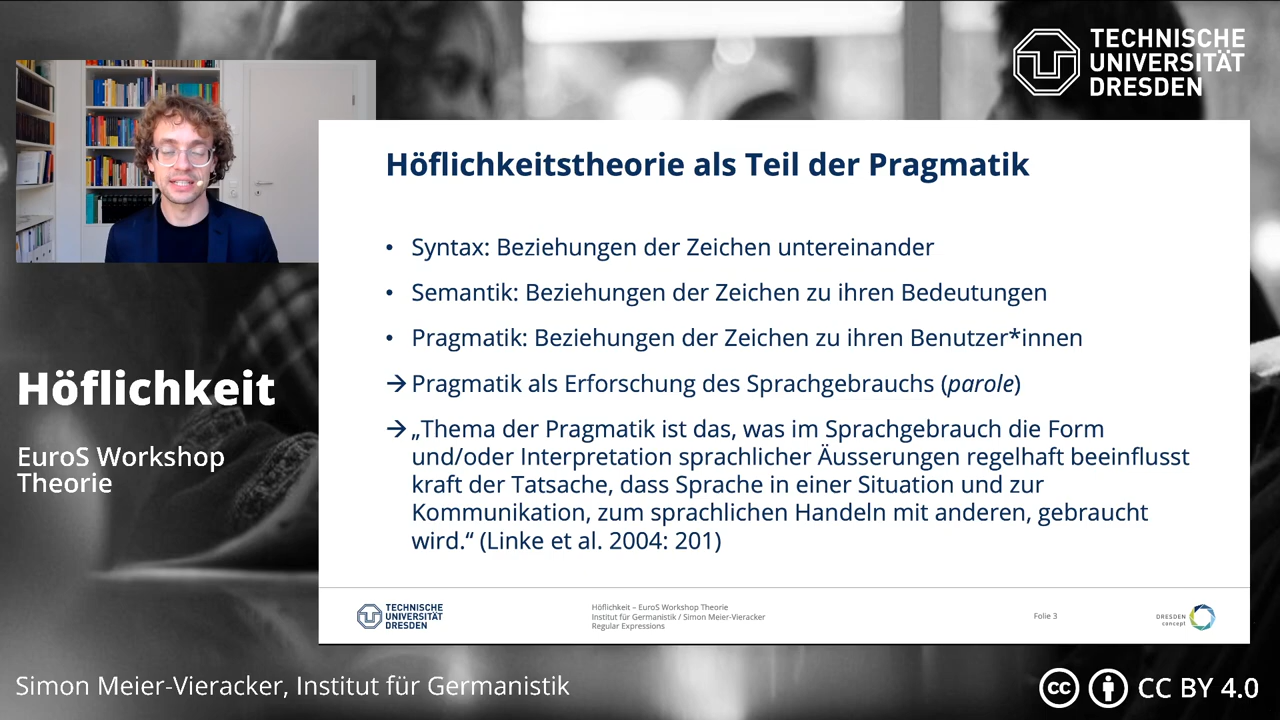 TECHNISCHE
UNIVERSITÄT
DRESDEN
Höflichkeitstheorie als Teil der Pragmatik
• Syntax: Beziehungen der Zeichen untereinander
• Semantik: Beziehungen der Zeichen zu ihren Bedeutungen
• Pragmatik: Beziehungen der Zeichen zu ihren Benutzer*innen
→ Pragmatik als Erforschung des Sprachgebrauchs (parole)
→ „Thema der Pragmatik ist das, was im Sprachgebrauch die Form
und/oder Interpretation sprachlicher Äusserungen regelhaft beeinflusst
kraft der Tatsache, dass Sprache in einer Situation und zur
Kommunikation, zum sprachlichen Handeln mit anderen, gebraucht
wird.“ (Linke et al. 2004: 201)
Höflichkeit
EuroS Workshop
Theorie
TECHNISCHE
UNIVERSITÄT
DRESDEN
Höflichkeit – EuroS Workshop Theorie
Institut für Germanistik / Simon Meier-Vieracker
Regular Expressions
Folie 3
DRESDEN
concept
Simon Meier-Vieracker, Institut für Germanistik
cc CC BY 4.0